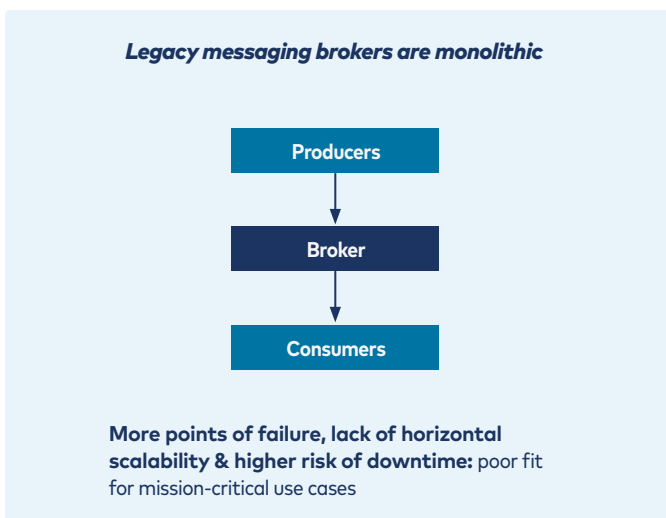 Legacy messaging brokers are monolithic
Producers
Broker
Consumers
More points of failure, lack of horizontal
scalability & higher risk of downtime: poor fit
for mission-critical use cases